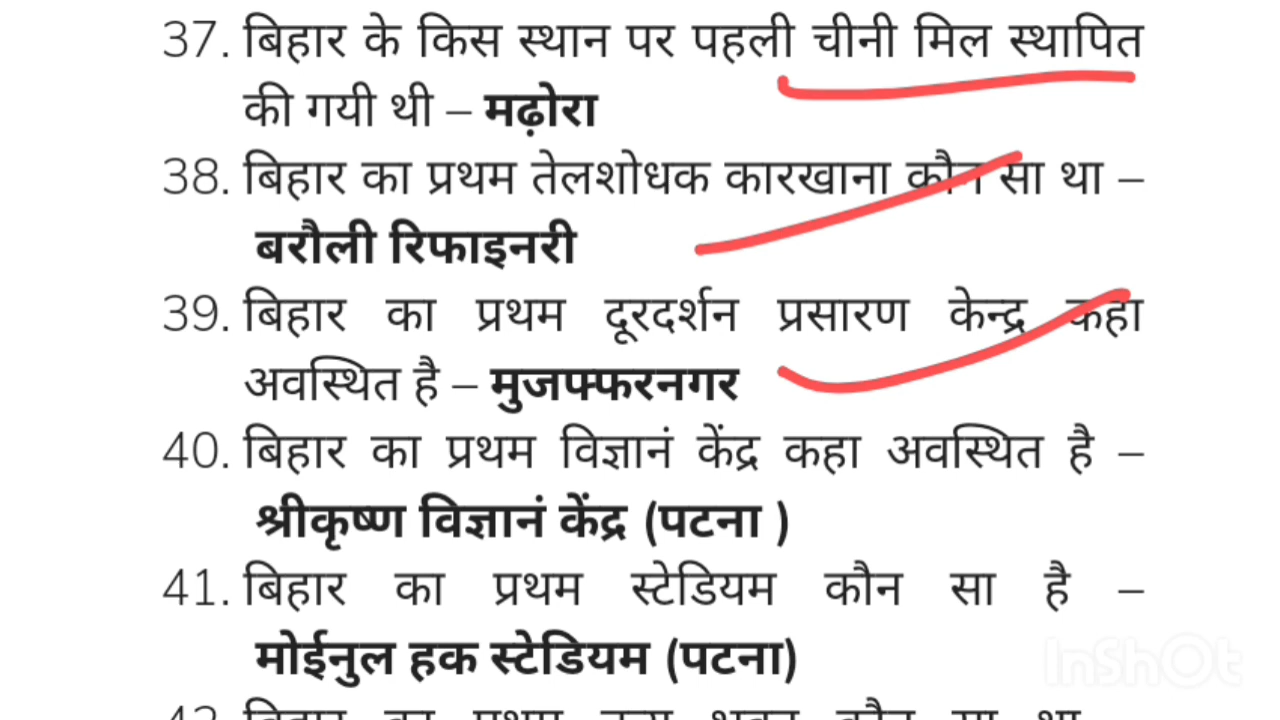 37. बिहार के किस स्थान पर पहली चीनी मिल स्थापित
की गयी थी – मढ़ोरा
38. बिहार का प्रथम तेलशोधक कारखाना कौन सा था –
बरौली रिफाइनरी
39. बिहार का प्रथम दूरदर्शन प्रसारण केन्द्र कहा
अवस्थित है – मुजफ्फरनगर
40. बिहार का प्रथम विज्ञानं केंद्र कहा अवस्थित है –
श्रीकृष्ण विज्ञानं केंद्र (पटना )
41. बिहार का प्रथम स्टेडियम कौन सा है –
मोईनुल हक स्टेडियम (पटना)
InShOt